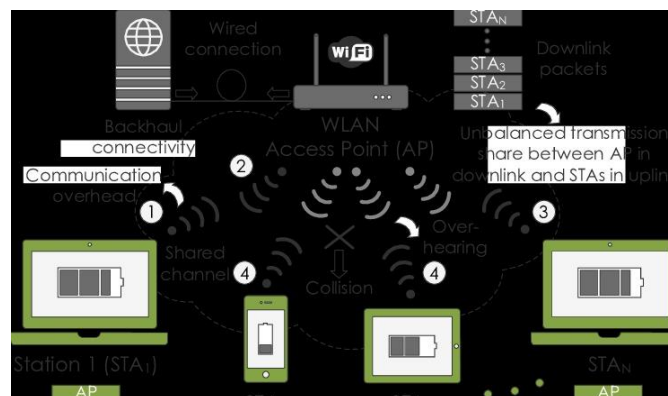 STAN
Wired
connection
WiFi
Downlink
packets
STA3
STA2
STA1
Backhaul
connectivity
WLAN
Access Point (AP)
Unbalanced transmission
share between AP in
downlink and STAs in uplin
Communication
overhead
2
1
3
Shared
channel
Over-
hearing
4
4
Collision
Station 1 (STA1)
STAN
AP
AP